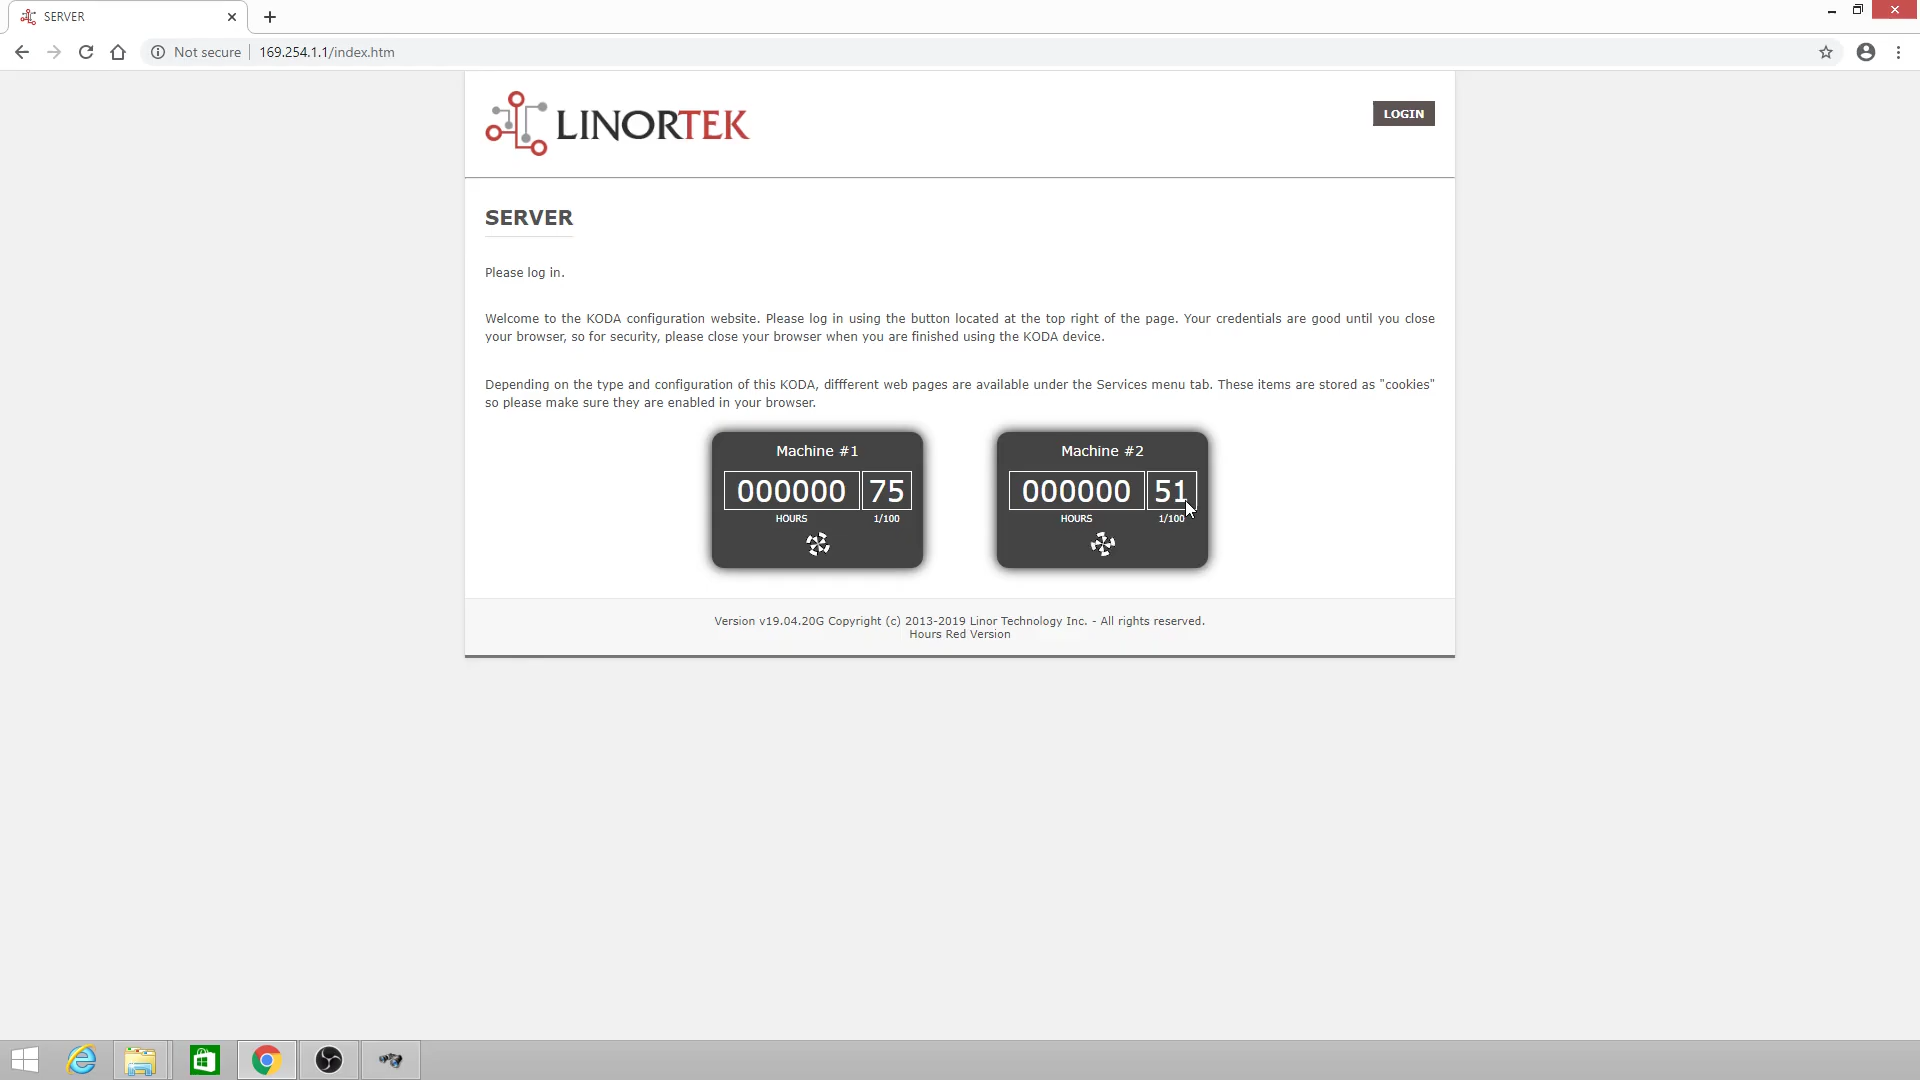 SERVER
Not secure
169.254.1.1/index.htm
LINORTEK
LOGIN
SERVER
Please log in.
Welcome to the KODA configuration website. Please log in using the button located at the top right of the page. Your credentials are good until you close
your browser, so for security, please close your browser when you are finished using the KODA device.
Depending on the type and configuration of this KODA, diffferent web pages are available under the Services menu tab. These items are stored as "cookies"
so please make sure they are enabled in your browser.
Machine #1
000000 75
HOURS 1/100
Machine #2
000000 51
HOURS 1/100
Version v19.04.20G Copyright (c) 2013-2019 Linor Technology Inc. - All rights reserved.
Hours Red Version